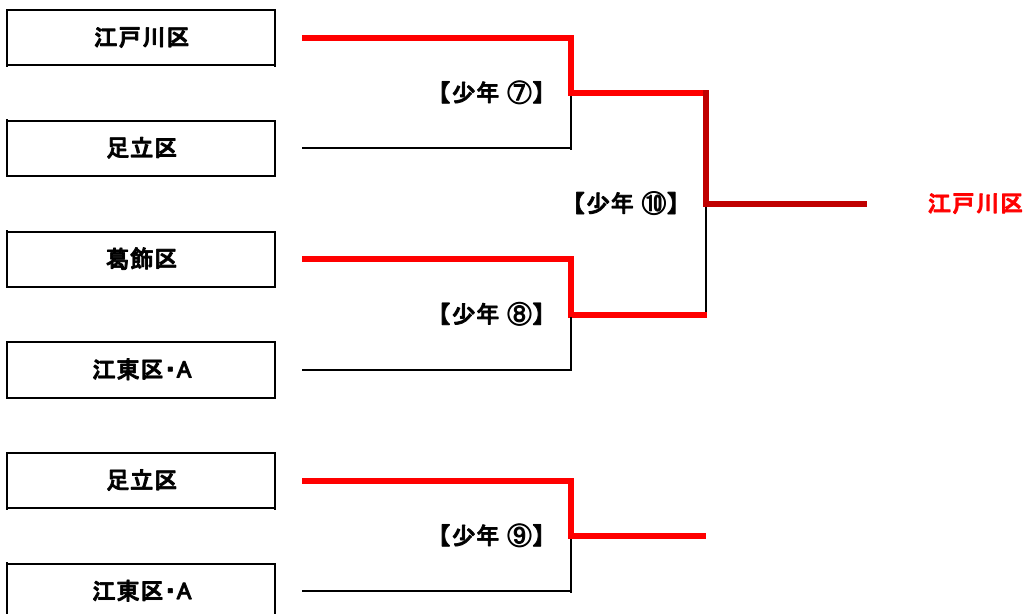 江戸川区
【少年 ⑦】
足立区
【少年 ⑩】
江戸川区
葛飾区
【少年 ⑧】
江東区・A
足立区
【少年 ⑨】
江東区・A